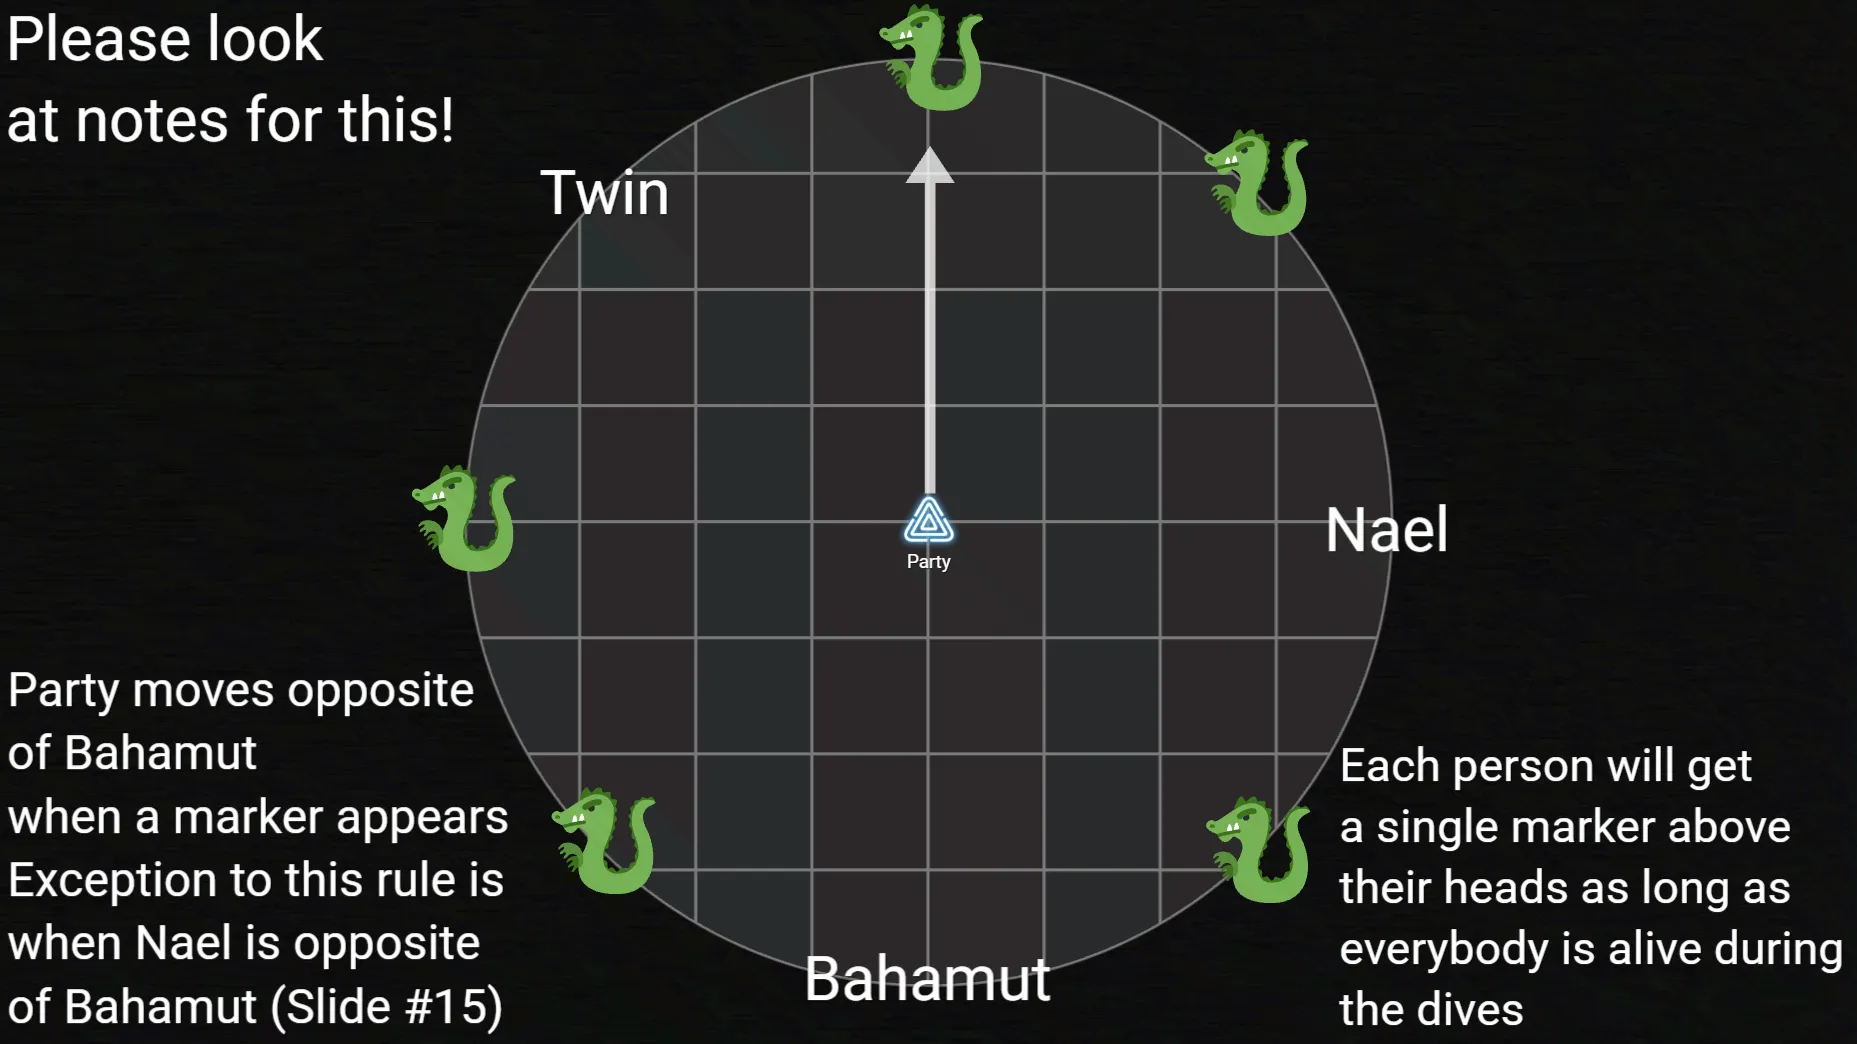 Please look
at notes for this!
Twin
Nael
Party
Party moves opposite
of Bahamut
when a marker appears
Exception to this rule is
when Nael is opposite
of Bahamut (Slide #15)
Bahamut
Each person will get
a single marker above
their heads as long as
everybody is alive during
the dives